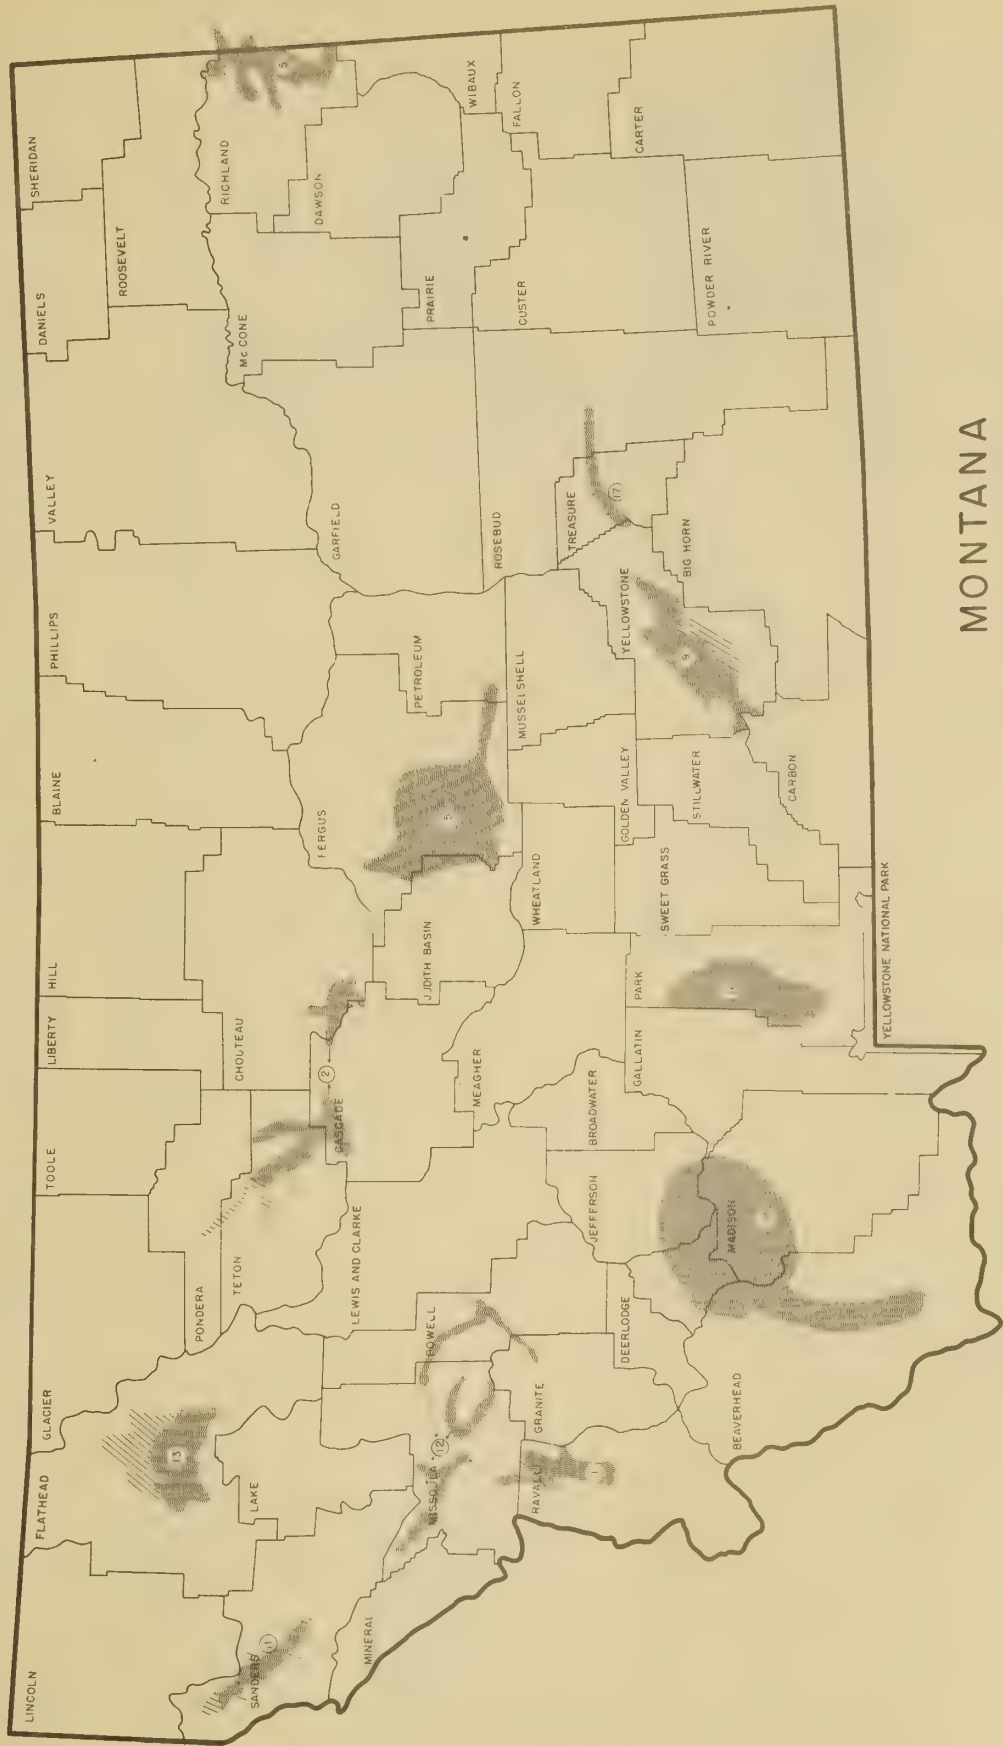 LINCOLN
FLATHEAD
GLACIER
TOOLE
LIBERTY
HILL
BLAINE
PHILLIPS
VALLEY
DANIELS
SHERIDAN
ROOSEVELT
PONDERA
TETON
CHOUTEAU
SANDERS
LAKE
13
MINERAL
MISSOULA
12
POWELL
LEWIS AND CLARKE
CASCADE
2
JUDITH BASIN
FERGUS
PETROLEUM
GARFIELD
Mc CONE
RICHLAND
5
DAWSON
PRAIRIE
WIBAUX
FALLON
CUSTER
CARTER
POWDER RIVER
ROSEBUD
TREASURE
17
BIG HORN
YELLOWSTONE
MUSSELSHELL
GOLDEN VALLEY
WHEATLAND
MEAGHER
BROADWATER
JEFFERSON
GRANITE
RAVALLI
DEERLODGE
BEAVERHEAD
MADISON
GALLATIN
PARK
SWEET GRASS
STILLWATER
CARBON
YELLOWSTONE NATIONAL PARK
MONTANA